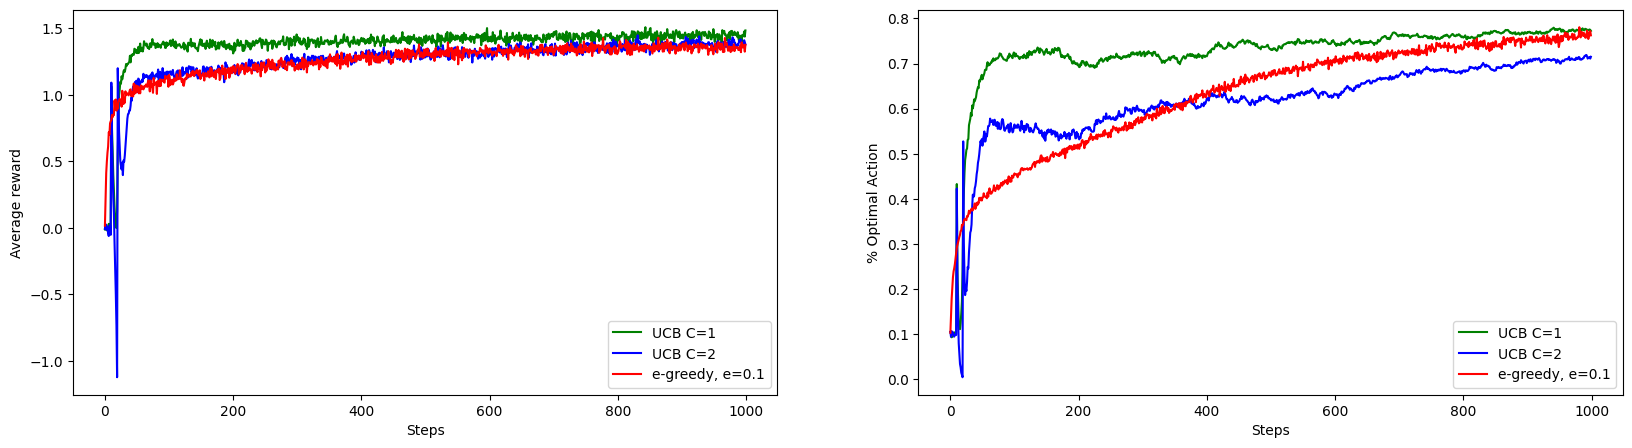 Average reward
1.5
1.0
0.5
0.0
−0.5
−1.0
0 200 400 600 800 1000
Steps
UCB C=1
UCB C=2
e-greedy, e=0.1
% Optimal Action
0.8
0.7
0.6
0.5
0.4
0.3
0.2
0.1
0.0
0 200 400 600 800 1000
Steps
UCB C=1
UCB C=2
e-greedy, e=0.1